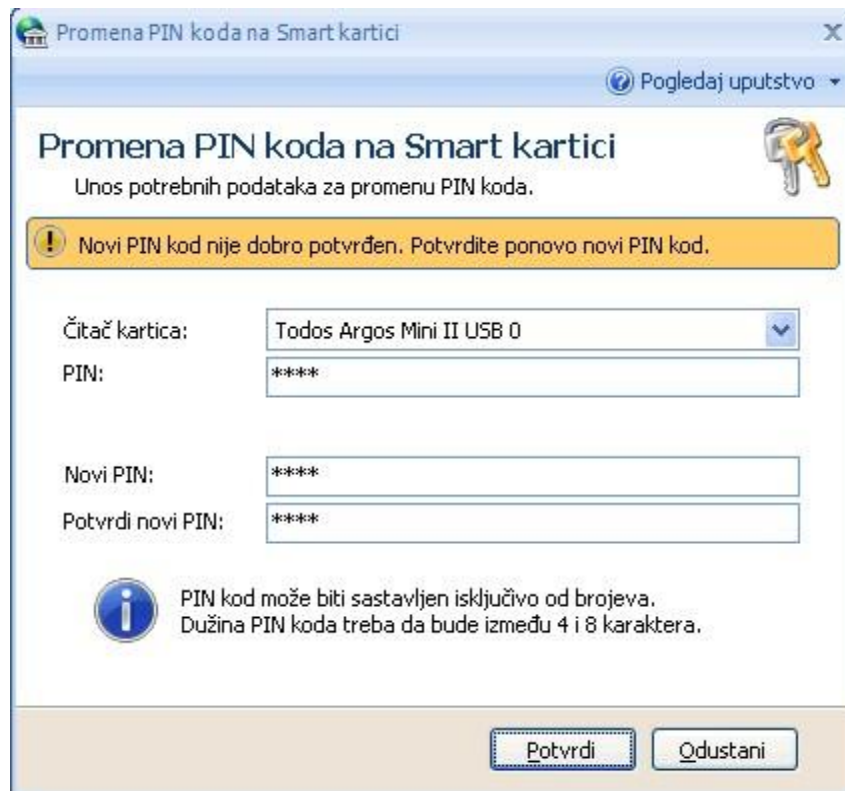 Promena PIN koda na Smart kartici
Pogledaj uputstvo
Promena PIN koda na Smart kartici
Unos potrebnih podataka za promenu PIN koda.
Novi PIN kod nije dobro potvrđen. Potvrdite ponovo novi PIN kod.
Čitač kartica: Todos Argos Mini II USB 0
PIN: ****
Novi PIN: ****
Potvrdi novi PIN: ****
PIN kod može biti sastavljen isključivo od brojeva.
Dužina PIN koda treba da bude između 4 i 8 karaktera.
Potvrdi Odustani